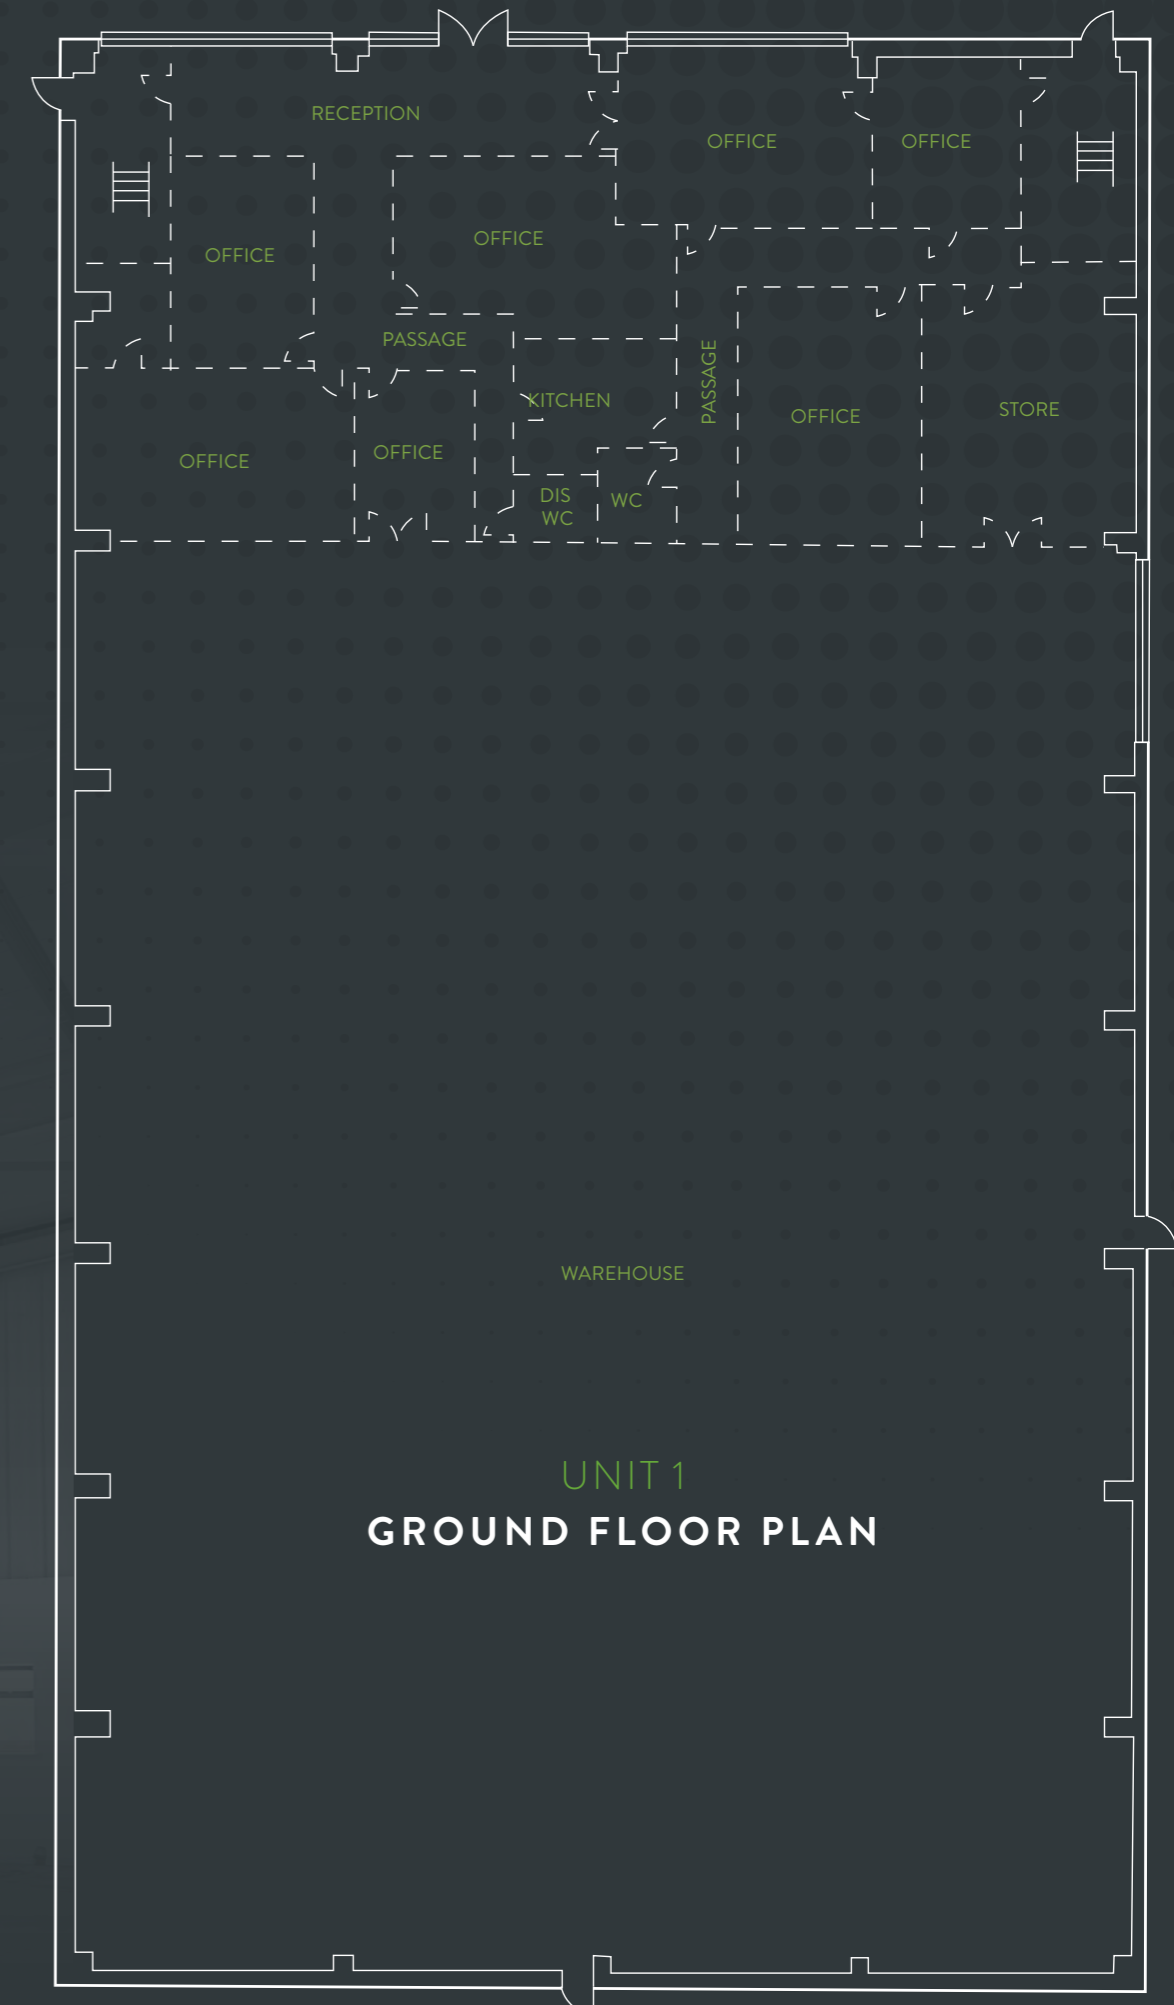 RECEPTION
OFFICE
OFFICE
OFFICE
OFFICE
PASSAGE
PASSAGE
KITCHEN
STORE
OFFICE
OFFICE
OFFICE
DIS
WC
WC
WAREHOUSE
UNIT 1
GROUND FLOOR PLAN